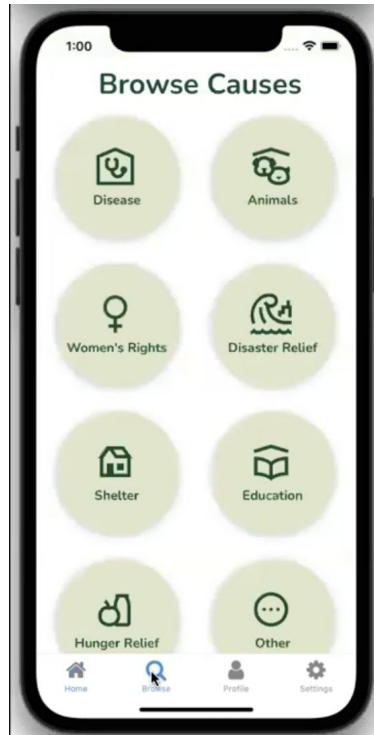 1:00
Browse Causes
Disease Animals
Women's Rights Disaster Relief
Shelter Education
Hunger Relief Other
Home Browse Profile Settings